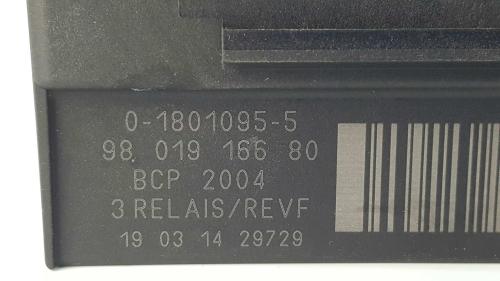 0-1801095-5
98 019 166 80
BCP 2004
3 RELAIS/REVF
19 03 14 29729